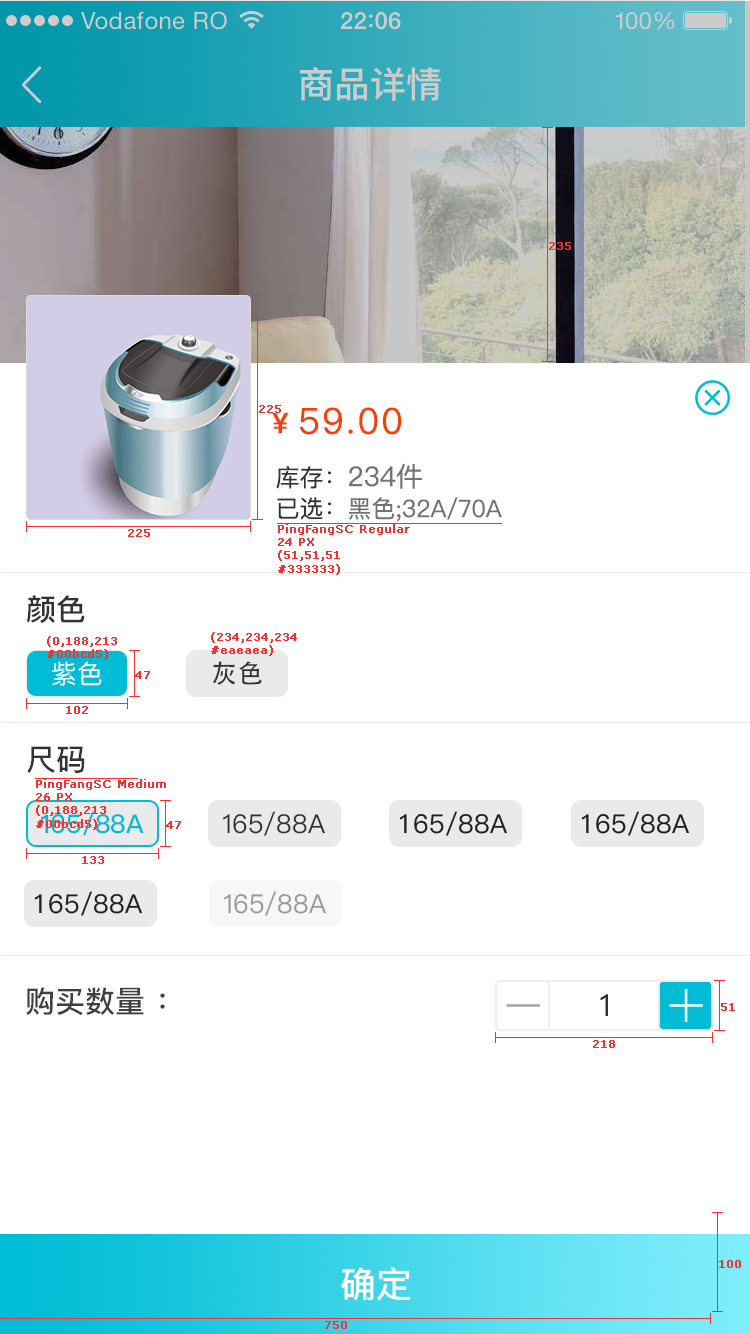 Vodafone RO 22:06 100%
商品详情
235
225
¥ 59.00
库存：234件
已选：黑色;32A/70A
225
PingFangSC Regular
24 PX
(51,51,51
#333333)
颜色
(0,188,213
#00bcd5)
(234,234,234
#eaeaea)
紫色
47
灰色
102
尺码
PingFangSC Medium
26 PX
(0,188,213
#00bcd5)
165/88A
47
165/88A
165/88A
165/88A
133
165/88A
165/88A
购买数量：
1
51
218
100
确定
750